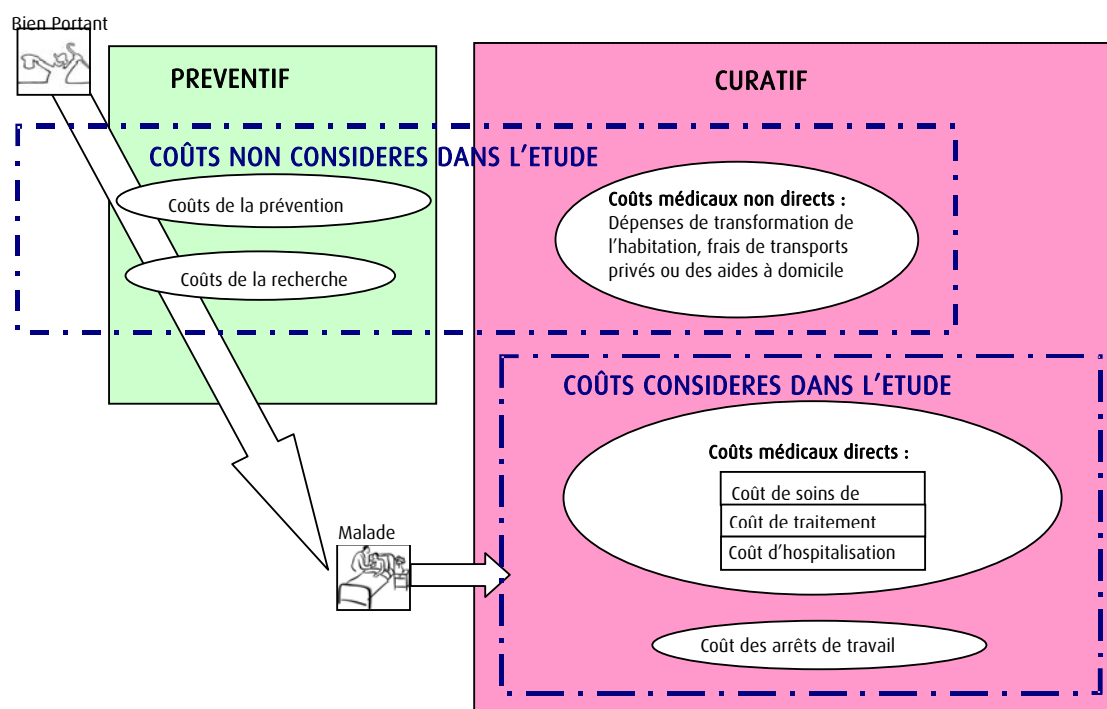 Bien Portant
PREVENTIF
CURATIF
COÛTS NON CONSIDERES DANS L'ETUDE
Coûts de la prévention
Coûts de la recherche
Coûts médicaux non directs :
Dépenses de transformation de
l'habitation, frais de transports
privés ou des aides à domicile
COÛTS CONSIDERES DANS L'ETUDE
Coûts médicaux directs :
Coût de soins de
Coût de traitement
Coût d'hospitalisation
Malade
Coût des arrêts de travail